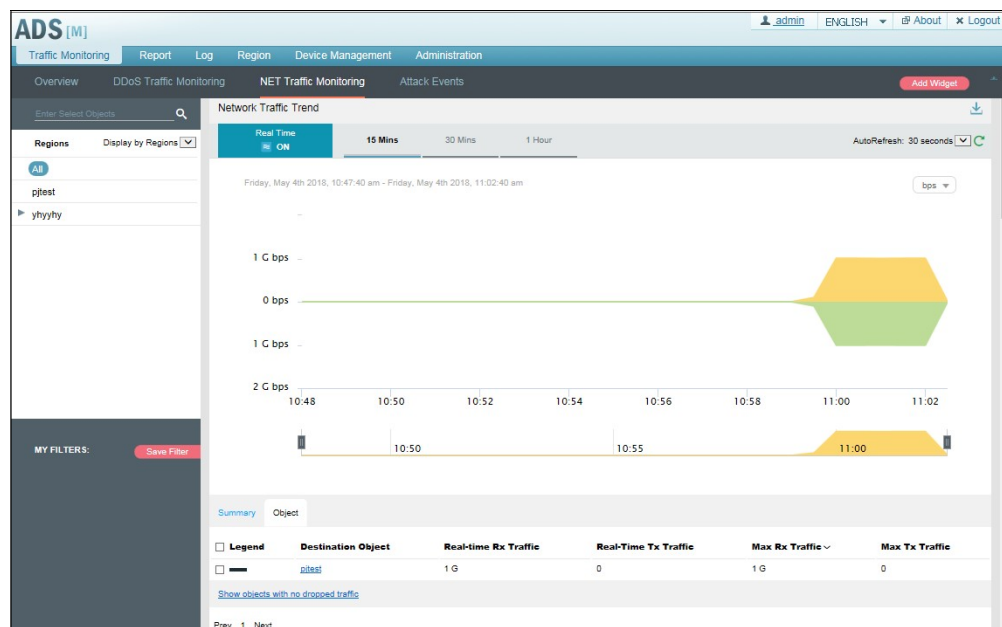 ADS [M]
admin ENGLISH About Logout
Traffic Monitoring Report Log Region Device Management Administration
Overview DDoS Traffic Monitoring NET Traffic Monitoring Attack Events Add Widget
Enter Select Objects
Network Traffic Trend
Regions Display by Regions
Real Time
ON
15 Mins 30 Mins 1 Hour
AutoRefresh: 30 seconds
All
pjtest
yhyyhy
Friday, May 4th 2018, 10:47:40 am - Friday, May 4th 2018, 11:02:40 am
bps
1 G bps
0 bps
1 G bps
2 G bps
10:48 10:50 10:52 10:54 10:56 10:58 11:00 11:02
10:50 10:55 11:00
MY FILTERS: Save Filter
Summary Object
Legend Destination Object Real-time Rx Traffic Real-Time Tx Traffic Max Rx Traffic Max Tx Traffic
pjtest 1 G 0 1 G 0
Show objects with no dropped traffic
Prev 1 Next